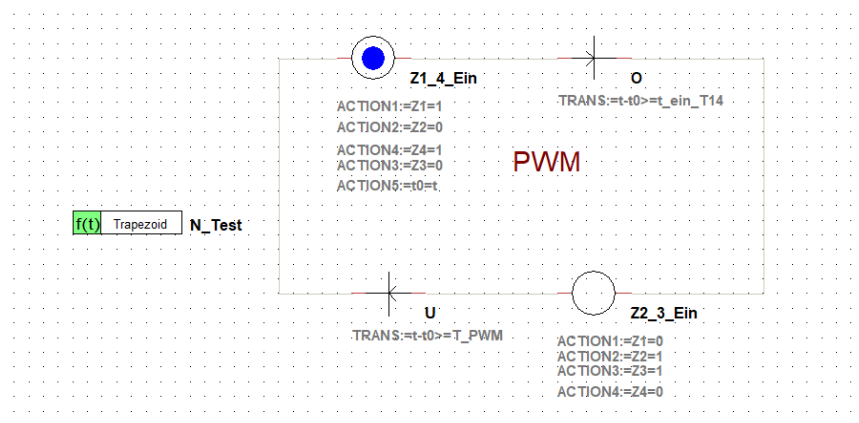 Z1_4_Ein
O
ACTION1:=Z1=1
TRANS:=t-t0>=t_ein_T14
ACTION2:=Z2=0
ACTION4:=Z4=1
ACTION3:=Z3=0
PWM
ACTION5:=t0=t
f(t) Trapezoid N_Test
U
Z2_3_Ein
TRANS:=t-t0>=T_PWM
ACTION1:=Z1=0
ACTION2:=Z2=1
ACTION3:=Z3=1
ACTION4:=Z4=0